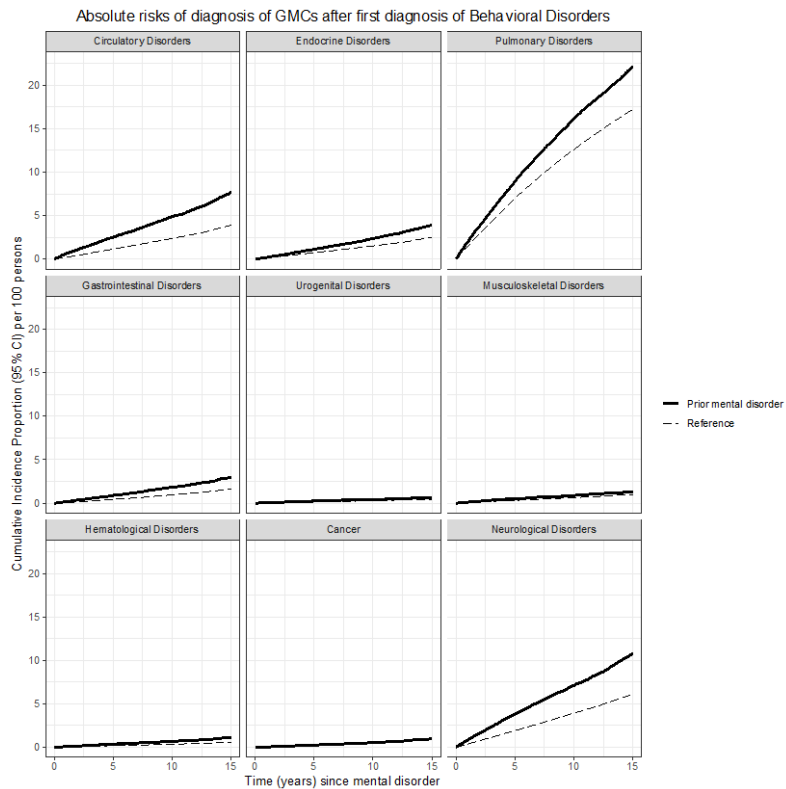 Absolute risks of diagnosis of GMCs after first diagnosis of Behavioral Disorders
Circulatory Disorders
Endocrine Disorders
Pulmonary Disorders
20
15
10
5
0
Gastrointestinal Disorders
Urogenital Disorders
Musculoskeletal Disorders
20
15
10
5
0
Hematological Disorders
Cancer
Neurological Disorders
20
15
10
5
0
0 5 10 15
0 5 10 15
0 5 10 15
Time (years) since mental disorder
Cumulative Incidence Proportion (95% CI) per 100 persons
Prior mental disorder
Reference